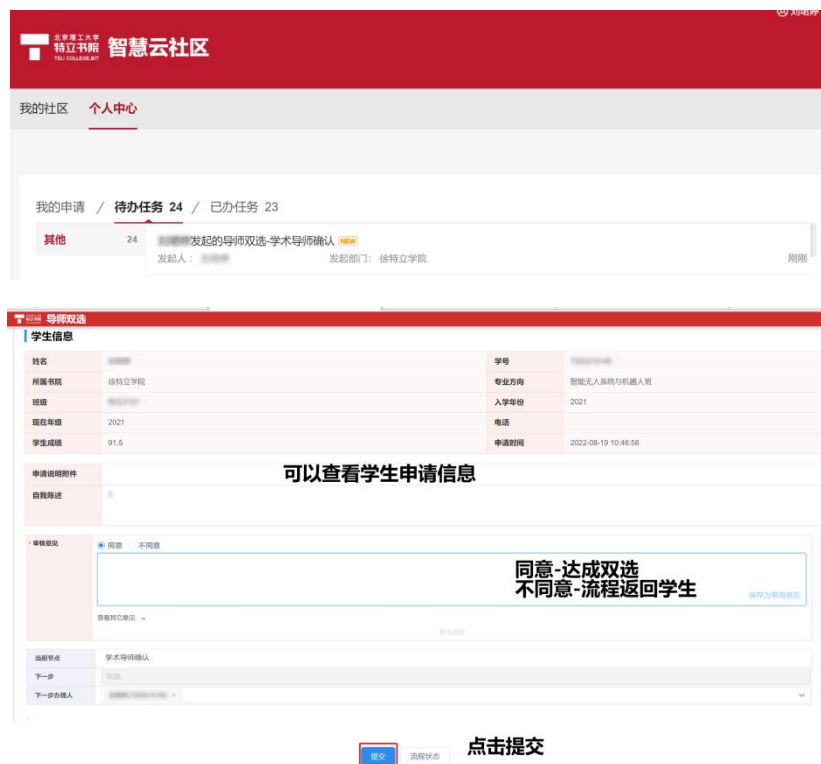 北京理工大学
特立书院
TELI COLLEGE.BIT
智慧云社区
我的社区 个人中心
我的申请 / 待办任务 24 / 已办任务 23
其他 24
发起的导师双选-学术导师确认 NEW
发起人： 发起部门： 徐特立学院 刚刚
导师双选
学生信息
姓名 学号
所属书院 徐特立学院 专业方向 智能无人系统与机器人班
班级 入学年份 2021
现在年级 2021 电话
学生成绩 91.5 申请时间 2022-08-19 10:46:58
申请说明附件
可以查看学生申请信息
自我陈述
* 审核意见 同意 不同意
同意-达成双选
不同意-流程返回学生
保存为常用意见
查看其它意见
暂无数据
当前节点 学术导师确认
下一步
下一步办理人
提交 流程状态 点击提交